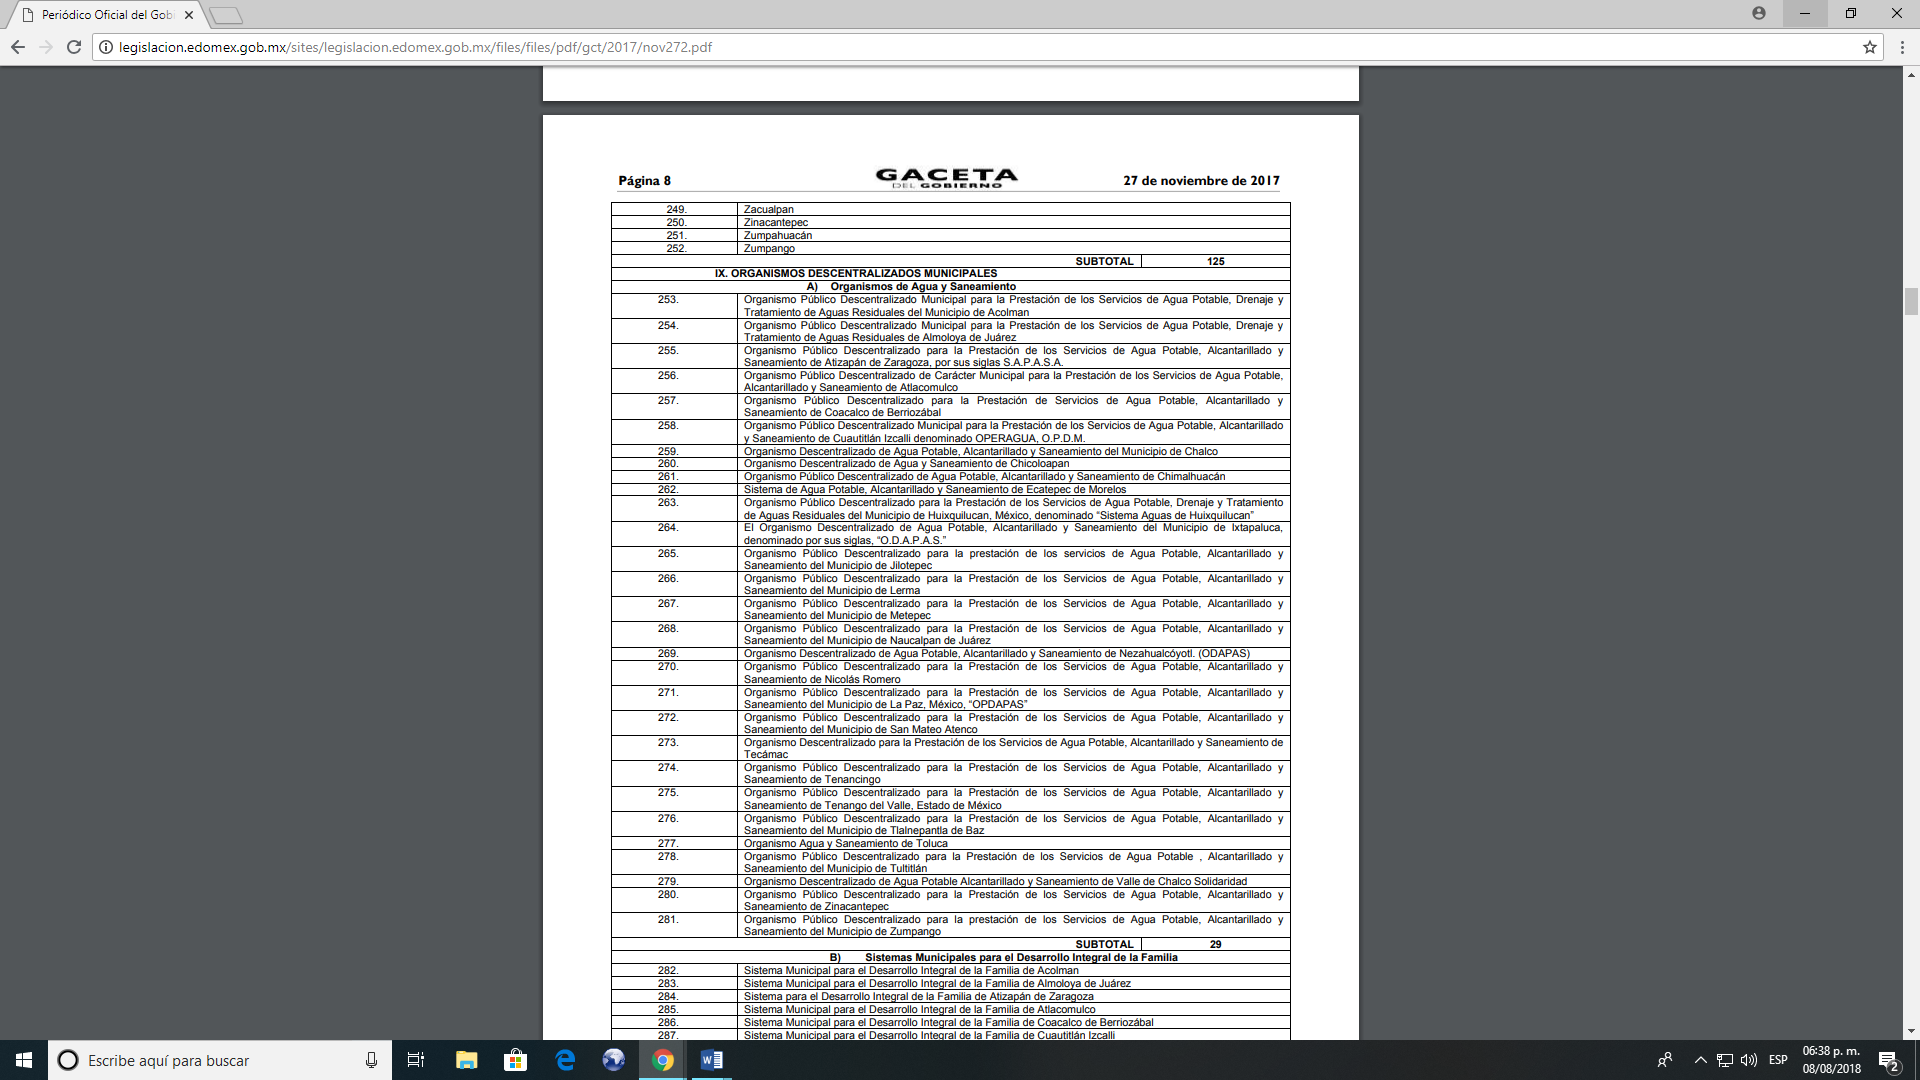 Periódico Oficial del Gobi
legislacion.edomex.gob.mx/sites/legislacion.edomex.gob.mx/files/files/pdf/gct/2017/nov272.pdf
Página 8
GACETA
DEL GOBIERNO
27 de noviembre de 2017
249. Zacualpan
250. Zinacantepec
251. Zumpahuacán
252. Zumpango
SUBTOTAL 125
IX. ORGANISMOS DESCENTRALIZADOS MUNICIPALES
A) Organismos de Agua y Saneamiento
253. Organismo Público Descentralizado Municipal para la Prestación de los Servicios de Agua Potable, Drenaje y
Tratamiento de Aguas Residuales del Municipio de Acolman
254. Organismo Público Descentralizado Municipal para la Prestación de los Servicios de Agua Potable, Drenaje y
Tratamiento de Aguas Residuales de Almoloya de Juárez
255. Organismo Público Descentralizado para la Prestación de los Servicios de Agua Potable, Alcantarillado y
Saneamiento de Atizapán de Zaragoza, por sus siglas S.A.P.A.S.A.
256. Organismo Público Descentralizado de Carácter Municipal para la Prestación de los Servicios de Agua Potable,
Alcantarillado y Saneamiento de Atlacomulco
257. Organismo Público Descentralizado para la Prestación de Servicios de Agua Potable, Alcantarillado y
Saneamiento de Coacalco de Berriozábal
258. Organismo Público Descentralizado Municipal para la Prestación de los Servicios de Agua Potable, Alcantarillado
y Saneamiento de Cuautitlán Izcalli denominado OPERAGUA, O.P.D.M.
259. Organismo Descentralizado de Agua Potable, Alcantarillado y Saneamiento del Municipio de Chalco
260. Organismo Descentralizado de Agua y Saneamiento de Chicoloapan
261. Organismo Público Descentralizado de Agua Potable, Alcantarillado y Saneamiento de Chimalhuacán
262. Sistema de Agua Potable, Alcantarillado y Saneamiento de Ecatepec de Morelos
263. Organismo Público Descentralizado para la Prestación de los Servicios de Agua Potable, Drenaje y Tratamiento
de Aguas Residuales del Municipio de Huixquilucan, México, denominado “Sistema Aguas de Huixquilucan”
264. El Organismo Descentralizado de Agua Potable, Alcantarillado y Saneamiento del Municipio de Ixtapaluca,
denominado por sus siglas, “O.D.A.P.A.S.”
265. Organismo Público Descentralizado para la prestación de los servicios de Agua Potable, Alcantarillado y
Saneamiento del Municipio de Jilotepec
266. Organismo Público Descentralizado para la Prestación de los Servicios de Agua Potable, Alcantarillado y
Saneamiento del Municipio de Lerma
267. Organismo Público Descentralizado para la Prestación de los Servicios de Agua Potable, Alcantarillado y
Saneamiento del Municipio de Metepec
268. Organismo Público Descentralizado para la Prestación de los Servicios de Agua Potable, Alcantarillado y
Saneamiento del Municipio de Naucalpan de Juárez
269. Organismo Descentralizado de Agua Potable, Alcantarillado y Saneamiento de Nezahualcóyotl. (ODAPAS)
270. Organismo Público Descentralizado para la Prestación de los Servicios de Agua Potable, Alcantarillado y
Saneamiento de Nicolás Romero
271. Organismo Público Descentralizado para la Prestación de los Servicios de Agua Potable, Alcantarillado y
Saneamiento del Municipio de La Paz, México, “OPDAPAS”
272. Organismo Público Descentralizado para la Prestación de los Servicios de Agua Potable, Alcantarillado y
Saneamiento del Municipio de San Mateo Atenco
273. Organismo Descentralizado para la Prestación de los Servicios de Agua Potable, Alcantarillado y Saneamiento de
Tecámac
274. Organismo Público Descentralizado para la Prestación de los Servicios de Agua Potable, Alcantarillado y
Saneamiento de Tenancingo
275. Organismo Público Descentralizado para la Prestación de los Servicios de Agua Potable, Alcantarillado y
Saneamiento de Tenango del Valle, Estado de México
276. Organismo Público Descentralizado para la Prestación de los Servicios de Agua Potable, Alcantarillado y
Saneamiento del Municipio de Tlalnepantla de Baz
277. Organismo Agua y Saneamiento de Toluca
278. Organismo Público Descentralizado para la Prestación de los Servicios de Agua Potable , Alcantarillado y
Saneamiento del Municipio de Tultitlán
279. Organismo Descentralizado de Agua Potable Alcantarillado y Saneamiento de Valle de Chalco Solidaridad
280. Organismo Público Descentralizado para la Prestación de los Servicios de Agua Potable, Alcantarillado y
Saneamiento de Zinacantepec
281. Organismo Público Descentralizado para la prestación de los Servicios de Agua Potable, Alcantarillado y
Saneamiento del Municipio de Zumpango
SUBTOTAL 29
B) Sistemas Municipales para el Desarrollo Integral de la Familia
282. Sistema Municipal para el Desarrollo Integral de la Familia de Acolman
283. Sistema Municipal para el Desarrollo Integral de la Familia de Almoloya de Juárez
284. Sistema para el Desarrollo Integral de la Familia de Atizapán de Zaragoza
285. Sistema Municipal para el Desarrollo Integral de la Familia de Atlacomulco
286. Sistema Municipal para el Desarrollo Integral de la Familia de Coacalco de Berriozábal
287. Sistema Municipal para el Desarrollo Integral de la Familia de Cuautitlán Izcalli
Escribe aquí para buscar
ESP
06:38 p. m.
08/08/2018
2